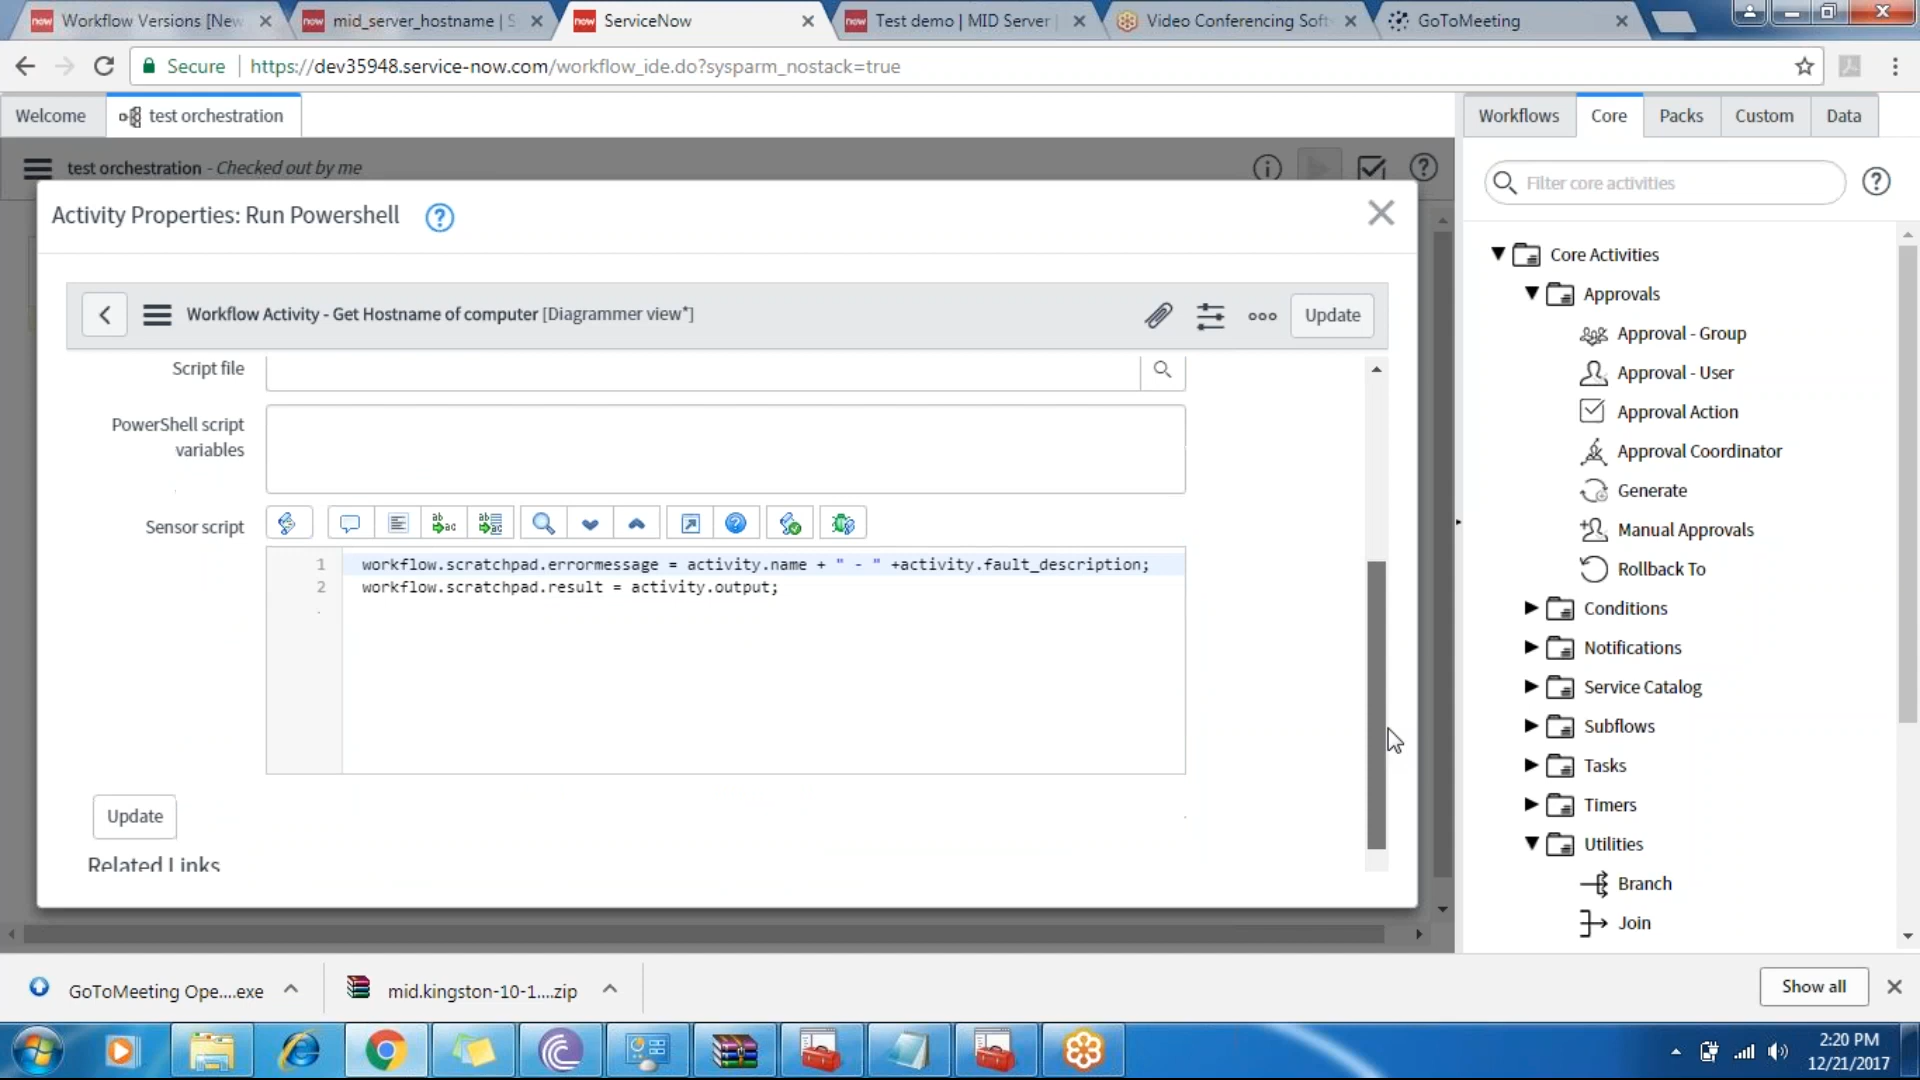 Workflow Versions [New
mid_server_hostname | S
ServiceNow
Test demo | MID Server |
Video Conferencing Soft
GoToMeeting
Secure
https://dev35948.service-now.com/workflow_ide.do?sysparm_nostack=true
Welcome
test orchestration
Workflows
Core
Packs
Custom
Data
test orchestration - Checked out by me
Filter core activities
Activity Properties: Run Powershell
Workflow Activity - Get Hostname of computer [Diagrammer view*]
Update
Script file
PowerShell script
variables
Sensor script
1 workflow.scratchpad.errormessage = activity.name + " - " +activity.fault_description;
2 workflow.scratchpad.result = activity.output;
Update
Related Links
Core Activities
Approvals
Approval - Group
Approval - User
Approval Action
Approval Coordinator
Generate
Manual Approvals
Rollback To
Conditions
Notifications
Service Catalog
Subflows
Tasks
Timers
Utilities
Branch
Join
GoToMeeting Ope....exe
mid.kingston-10-1....zip
Show all
2:20 PM
12/21/2017